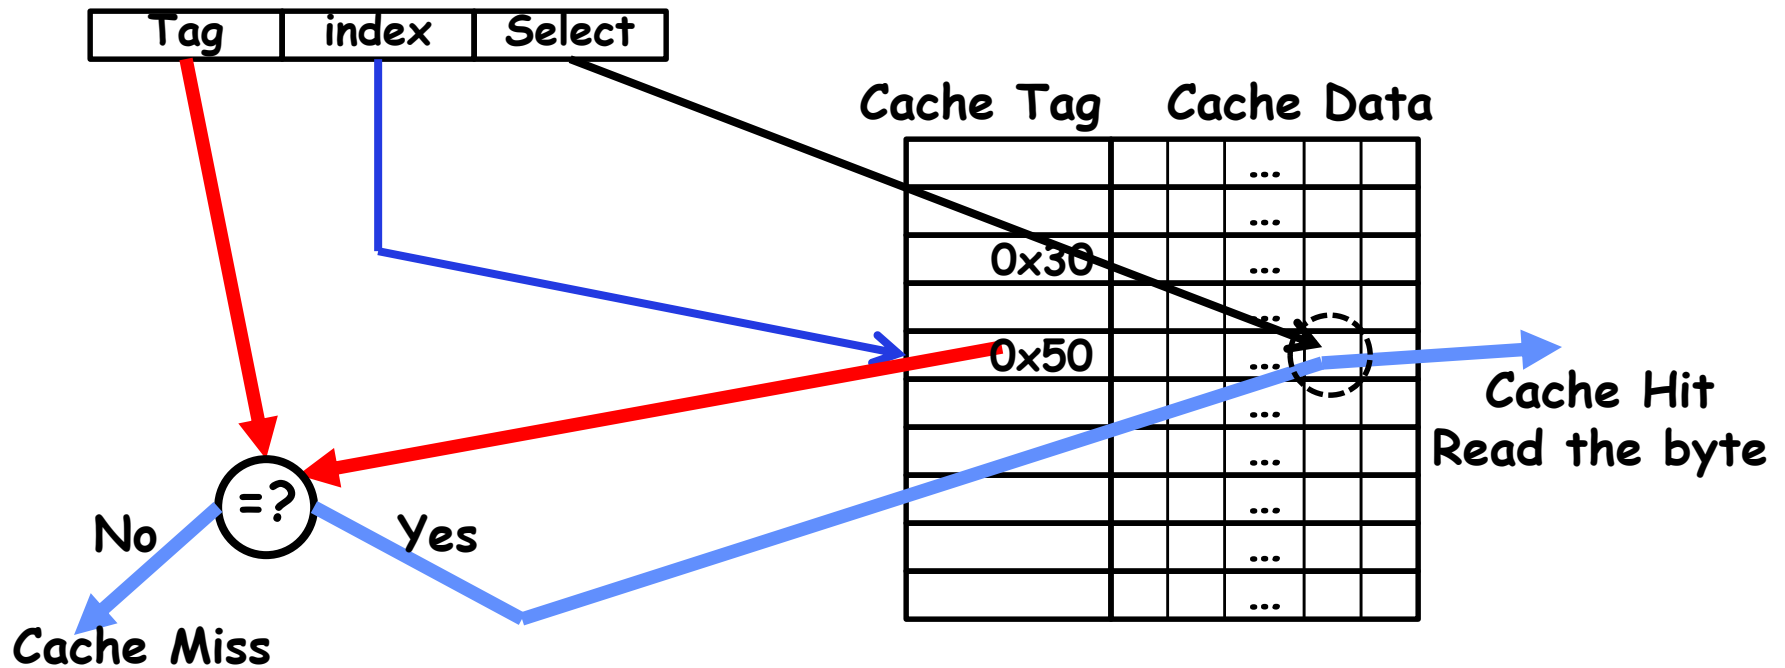 Tag index Select
Cache Tag Cache Data
...
...
0x30 ...
...
0x50 ...
...
...
...
...
...
Cache Hit
Read the byte
=?
No Yes
Cache Miss